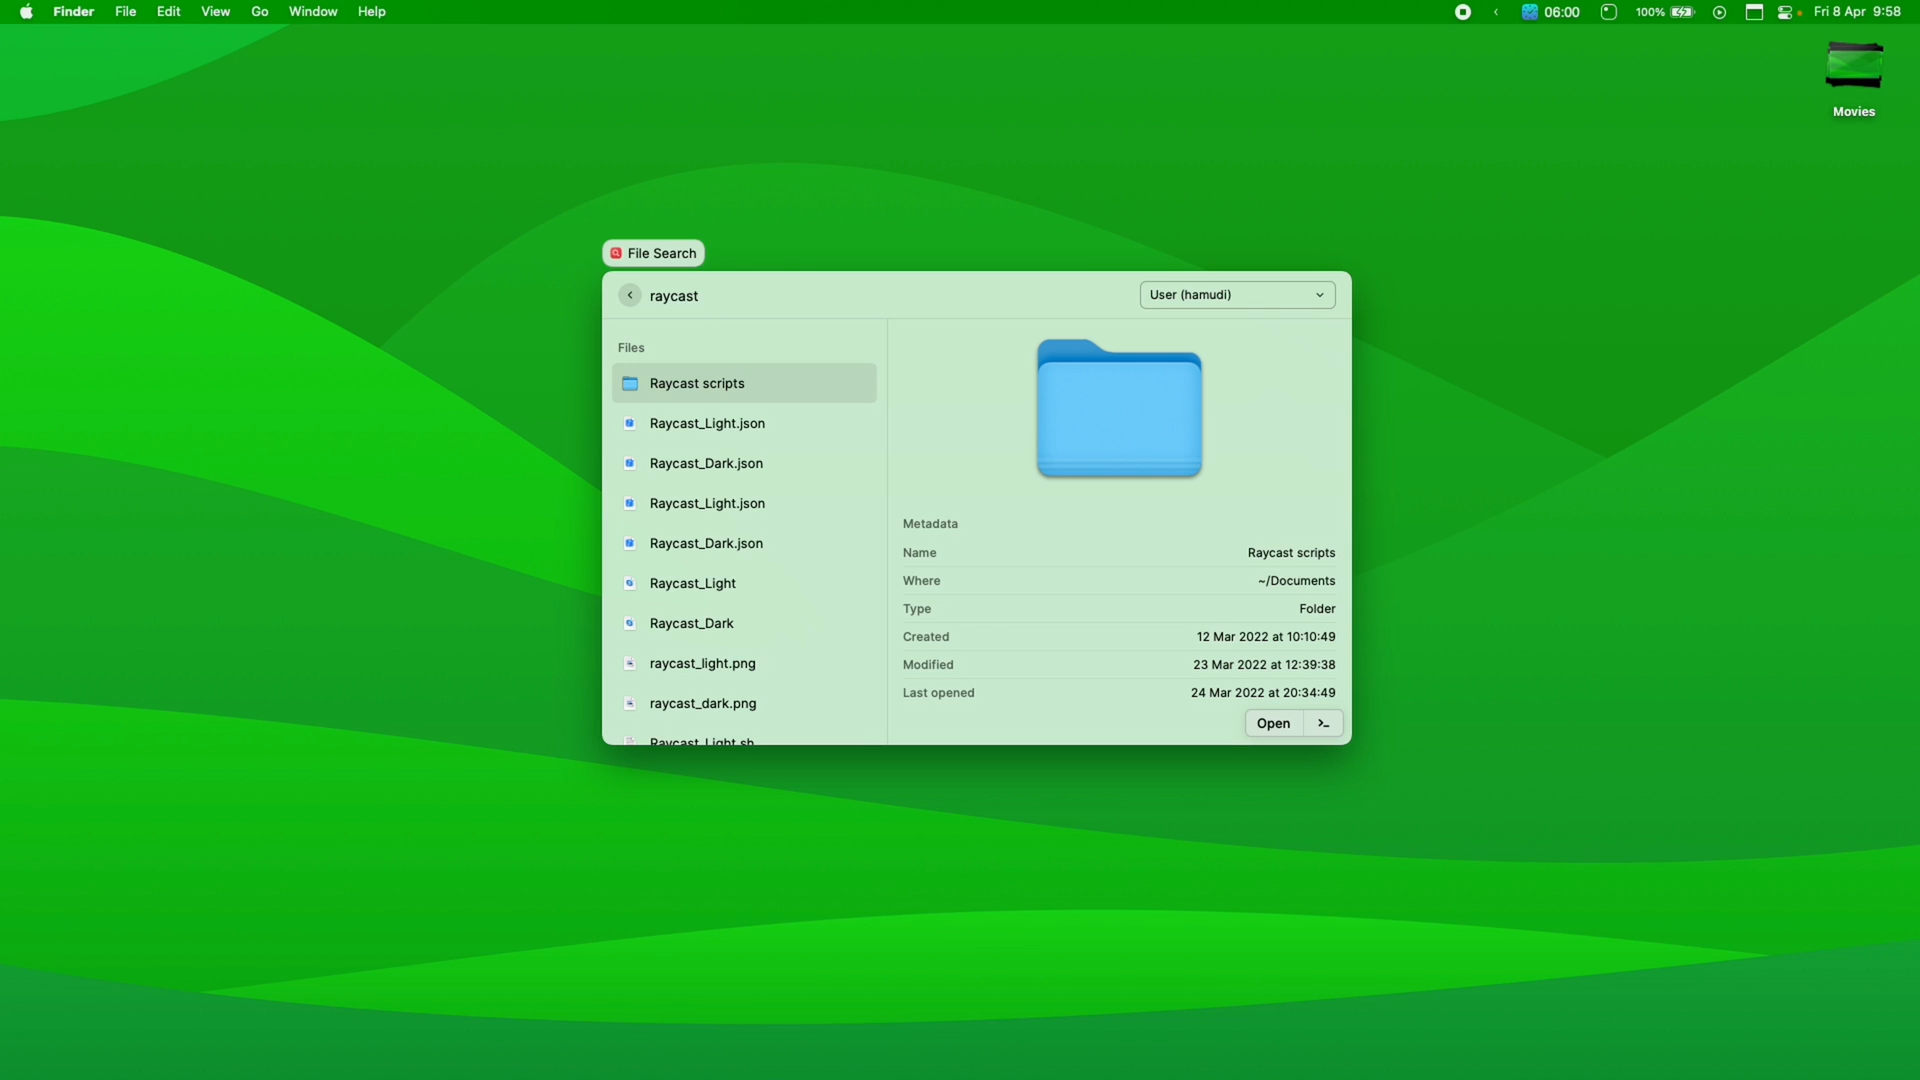 Finder File Edit View Go Window Help
06:00 100% Fri 8 Apr 9:58
Movies
File Search
raycast
User (hamudi)
Files
Raycast scripts
Raycast_Light.json
Raycast_Dark.json
Raycast_Light.json
Raycast_Dark.json
Raycast_Light
Raycast_Dark
raycast_light.png
raycast_dark.png
Raycast_Light.sh
Metadata
Name Raycast scripts
Where ~/Documents
Type Folder
Created 12 Mar 2022 at 10:10:49
Modified 23 Mar 2022 at 12:39:38
Last opened 24 Mar 2022 at 20:34:49
Open